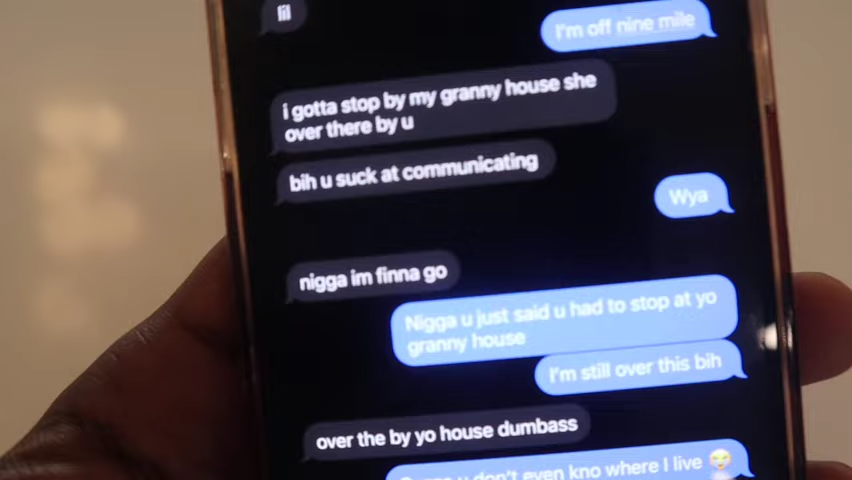 lil
I'm off nine mile
i gotta stop by my granny house she
over there by u
bih u suck at communicating
Wya
nigga im finna go
Nigga u just said u had to stop at yo
granny house
I'm still over this bih
over the by yo house dumbass
u don't even kno where I live 😂